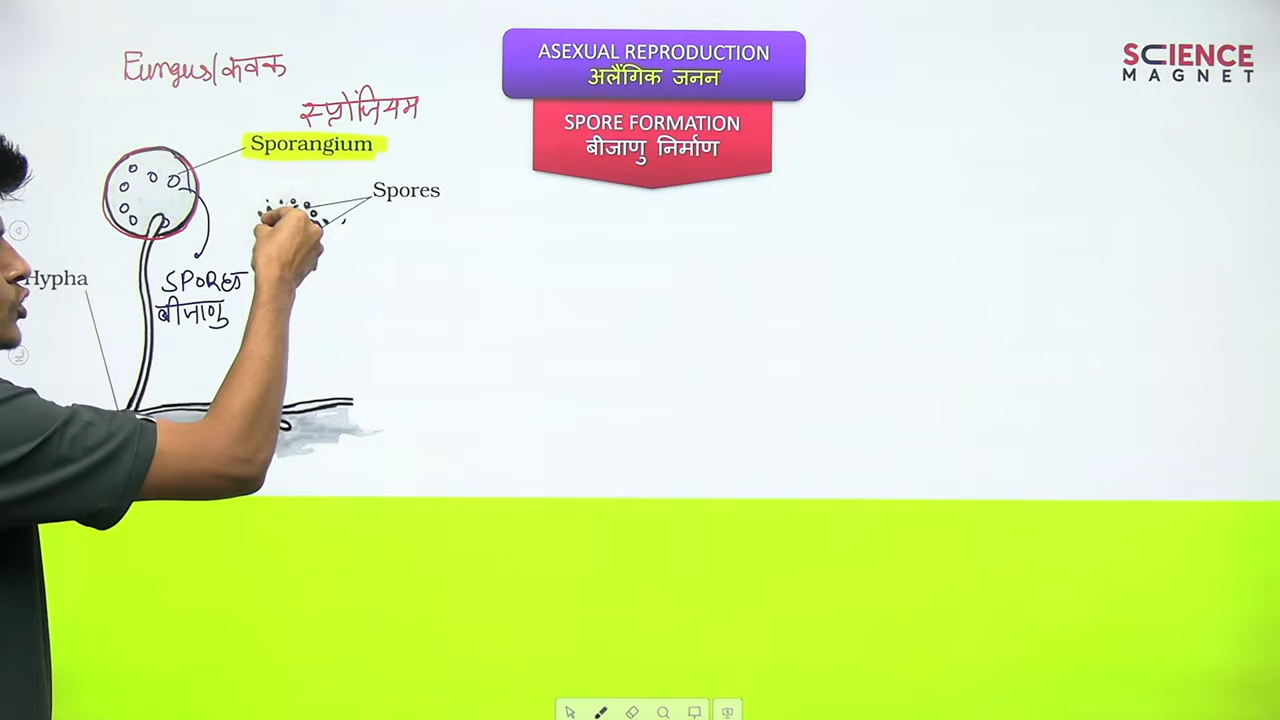 ASEXUAL REPRODUCTION
अलैंगिक जनन
SPORE FORMATION
बीजाणु निर्माण
SCIENCE
MAGNET
Fungus/कवक
स्प्रोंजियम
Sporangium
Spores
Hypha
SPORES
बीजाणु